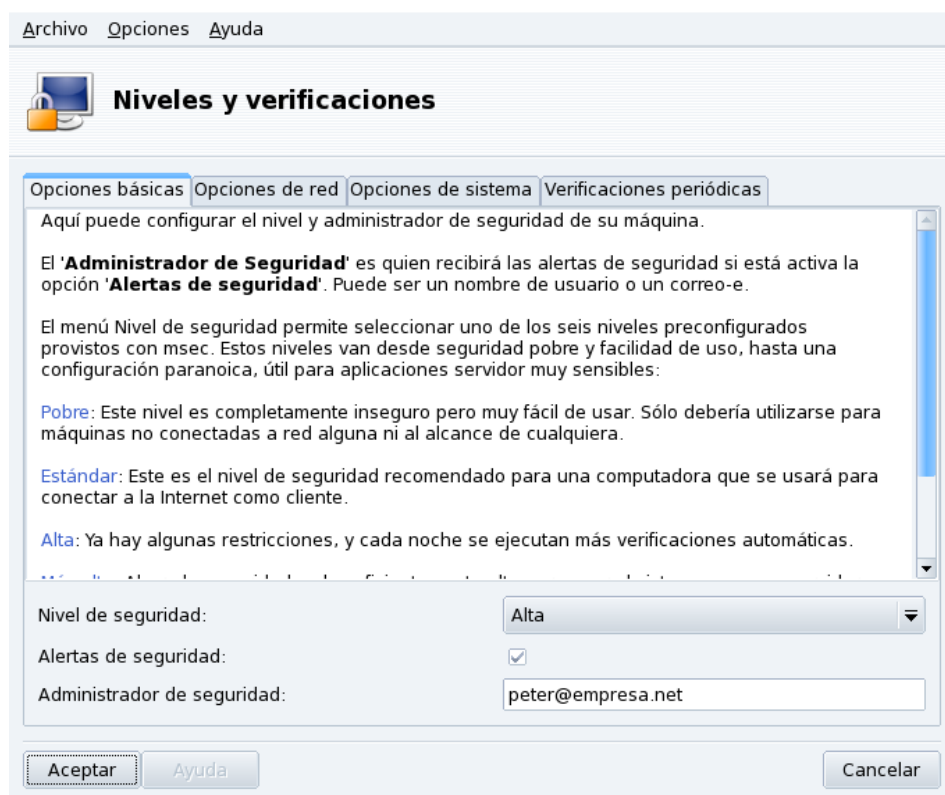 Archivo Opciones Ayuda
Niveles y verificaciones
Opciones básicas Opciones de red Opciones de sistema Verificaciones periódicas
Aquí puede configurar el nivel y administrador de seguridad de su máquina.
El 'Administrador de Seguridad' es quien recibirá las alertas de seguridad si está activa la
opción 'Alertas de seguridad'. Puede ser un nombre de usuario o un correo-e.
El menú Nivel de seguridad permite seleccionar uno de los seis niveles preconfigurados
provistos con msec. Estos niveles van desde seguridad pobre y facilidad de uso, hasta una
configuración paranoica, útil para aplicaciones servidor muy sensibles:
Pobre: Este nivel es completamente inseguro pero muy fácil de usar. Sólo debería utilizarse para
máquinas no conectadas a red alguna ni al alcance de cualquiera.
Estándar: Este es el nivel de seguridad recomendado para una computadora que se usará para
conectar a la Internet como cliente.
Alta: Ya hay algunas restricciones, y cada noche se ejecutan más verificaciones automáticas.
Nivel de seguridad: Alta
Alertas de seguridad:
Administrador de seguridad: peter@empresa.net
Aceptar Ayuda Cancelar